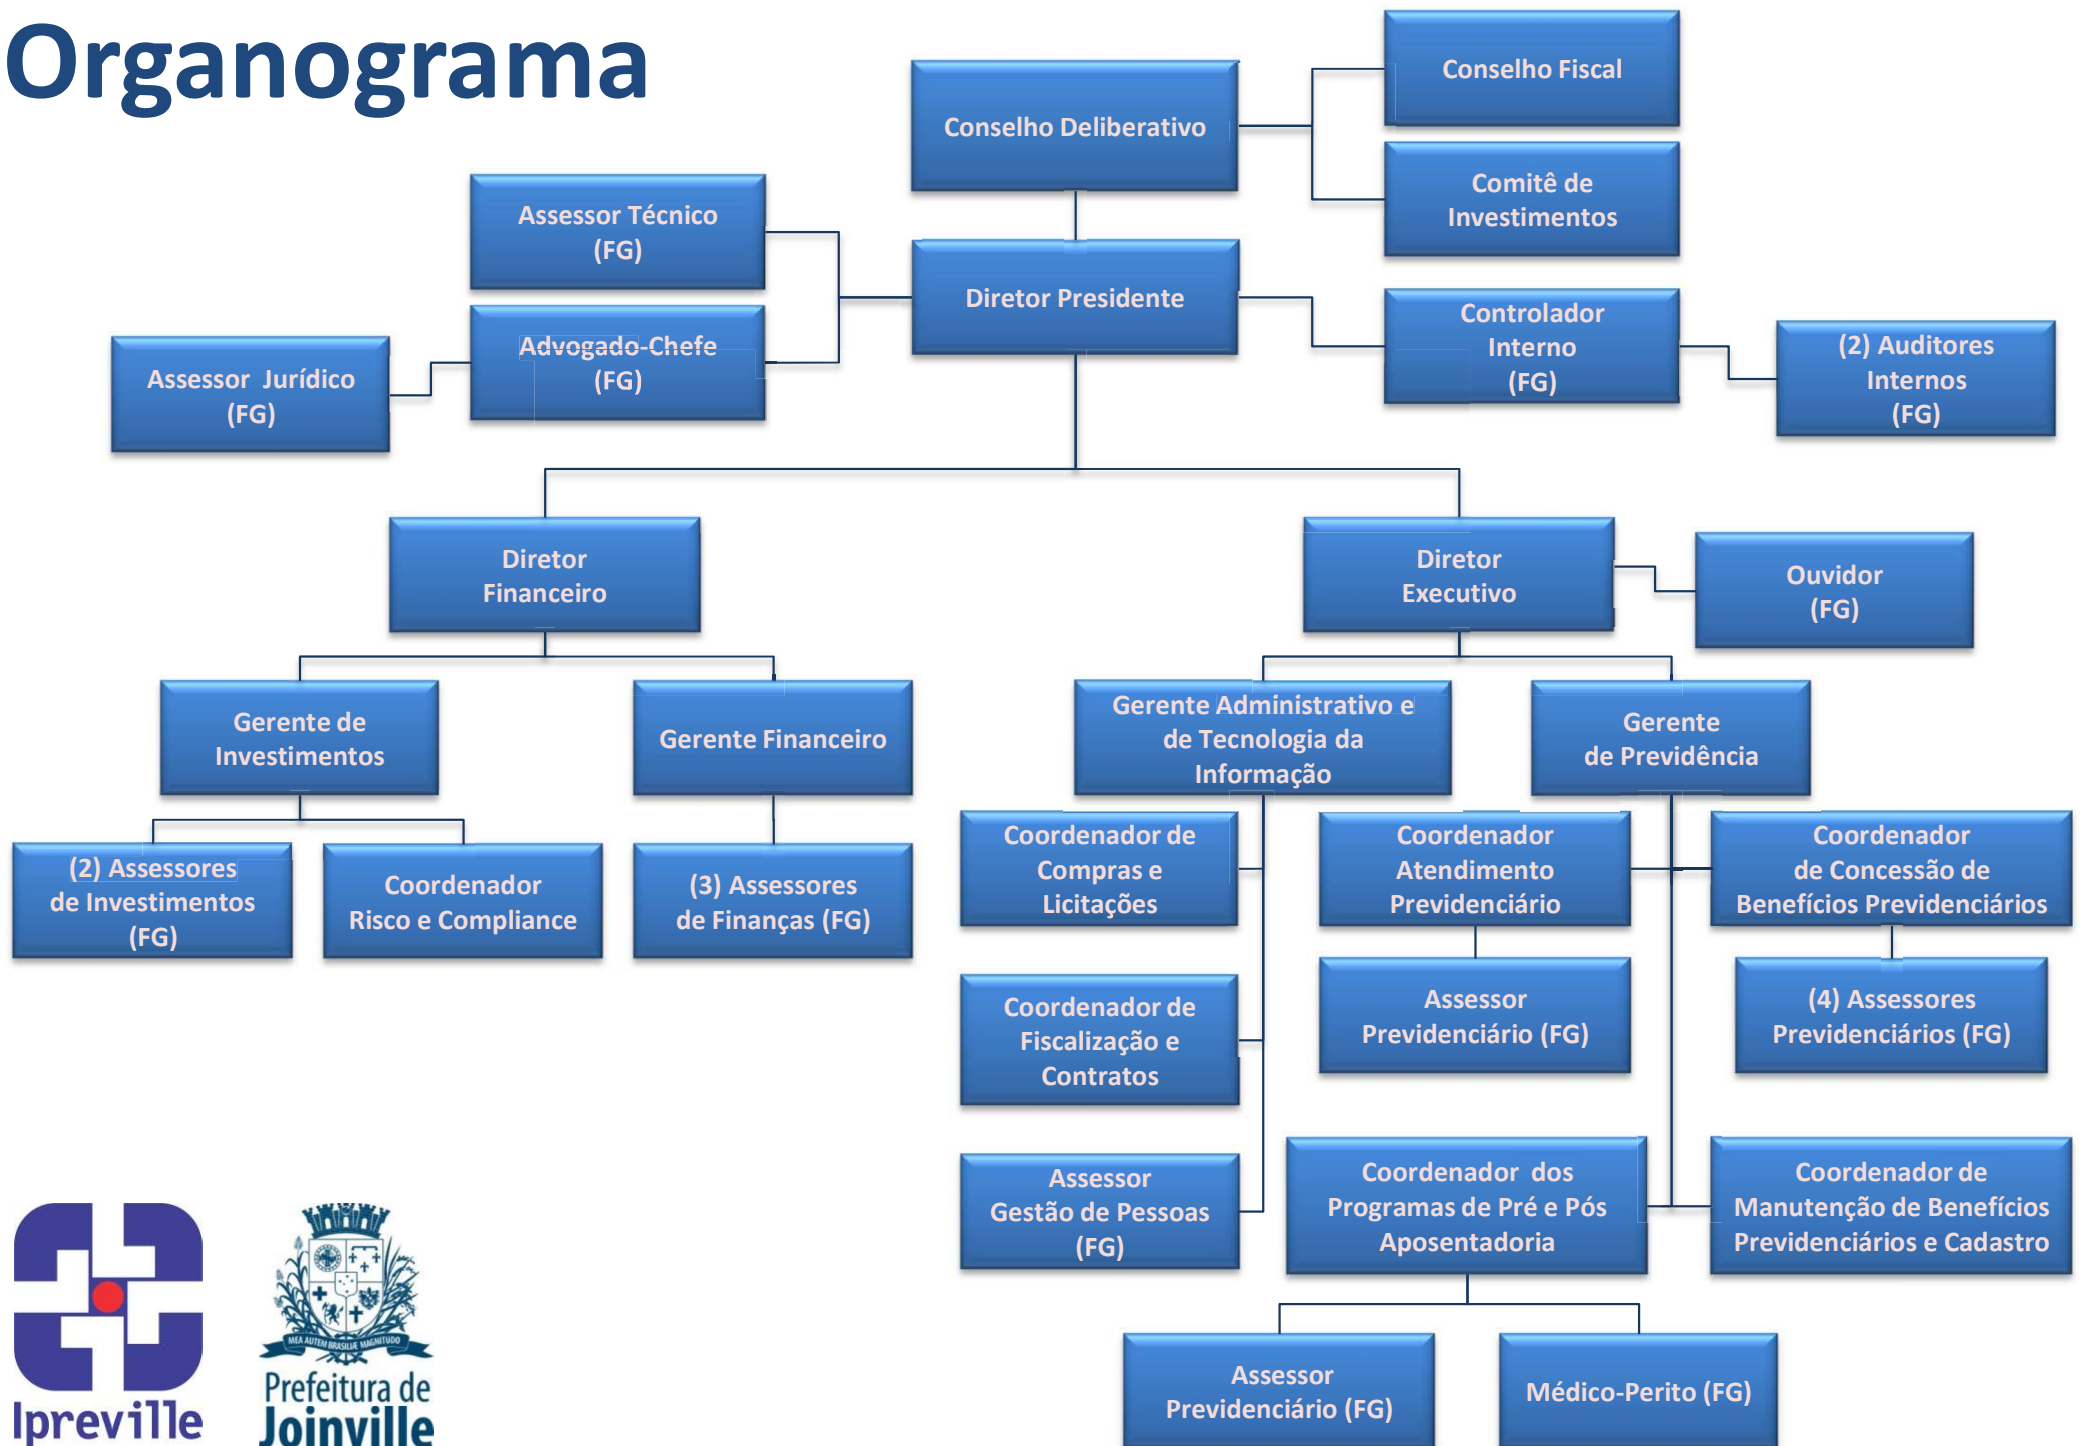 Organograma
Conselho Deliberativo
Conselho Fiscal
Comitê de
Investimentos
Assessor Técnico
(FG)
Diretor Presidente
Controlador
Interno
(FG)
(2) Auditores
Internos
(FG)
Advogado-Chefe
(FG)
Assessor Jurídico
(FG)
Diretor
Financeiro
Diretor
Executivo
Ouvidor
(FG)
Gerente de
Investimentos
Gerente Financeiro
Gerente Administrativo e
de Tecnologia da
Informação
Gerente
de Previdência
(2) Assessores
de Investimentos
(FG)
Coordenador
Risco e Compliance
(3) Assessores
de Finanças (FG)
Coordenador de
Compras e
Licitações
Coordenador
Atendimento
Previdenciário
Coordenador
de Concessão de
Benefícios Previdenciários
Coordenador de
Fiscalização e
Contratos
Assessor
Previdenciário (FG)
(4) Assessores
Previdenciários (FG)
Assessor
Gestão de Pessoas
(FG)
Coordenador dos
Programas de Pré e Pós
Aposentadoria
Coordenador de
Manutenção de Benefícios
Previdenciários e Cadastro
Assessor
Previdenciário (FG)
Médico-Perito (FG)
Ipreville
MEA AUTEM BRASILIÆ MAGNITUDO
Prefeitura de
Joinville